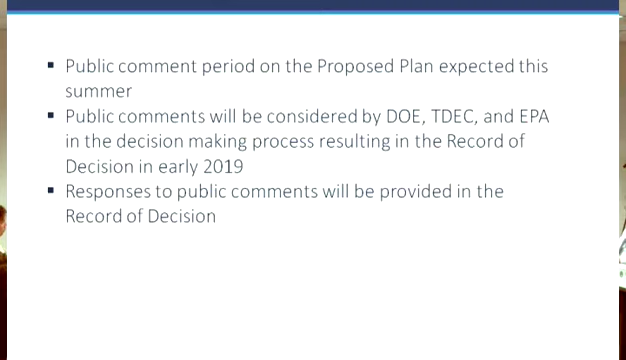 ▪ Public comment period on the Proposed Plan expected this
summer
▪ Public comments will be considered by DOE, TDEC, and EPA
in the decision making process resulting in the Record of
Decision in early 2019
▪ Responses to public comments will be provided in the
Record of Decision